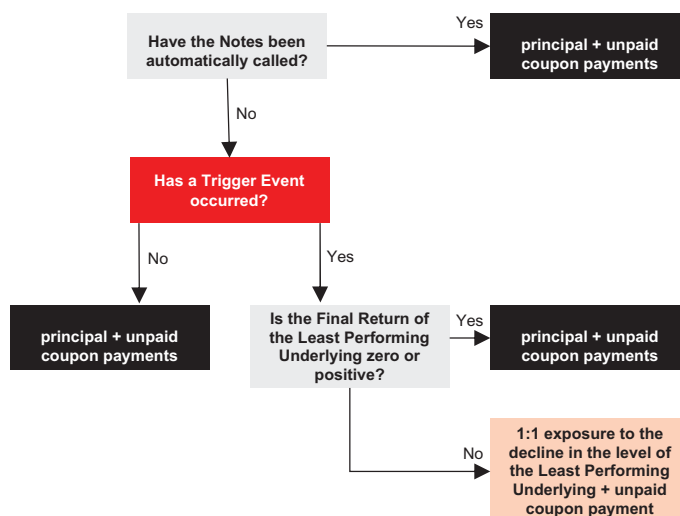 Have the Notes been
automatically called?
Yes
principal + unpaid
coupon payments
No
Has a Trigger Event
occurred?
No
Yes
principal + unpaid
coupon payments
Is the Final Return of
the Least Performing
Underlying zero or
positive?
Yes
principal + unpaid
coupon payments
No
1:1 exposure to the
decline in the level of
the Least Performing
Underlying + unpaid
coupon payment